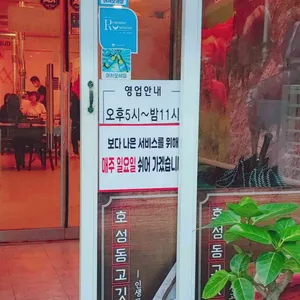 영업안내
오후5시~밤11시
보다 나은 서비스를 위해
매주 일요일 쉬어 가겠습니
호성동고깃
호성동고